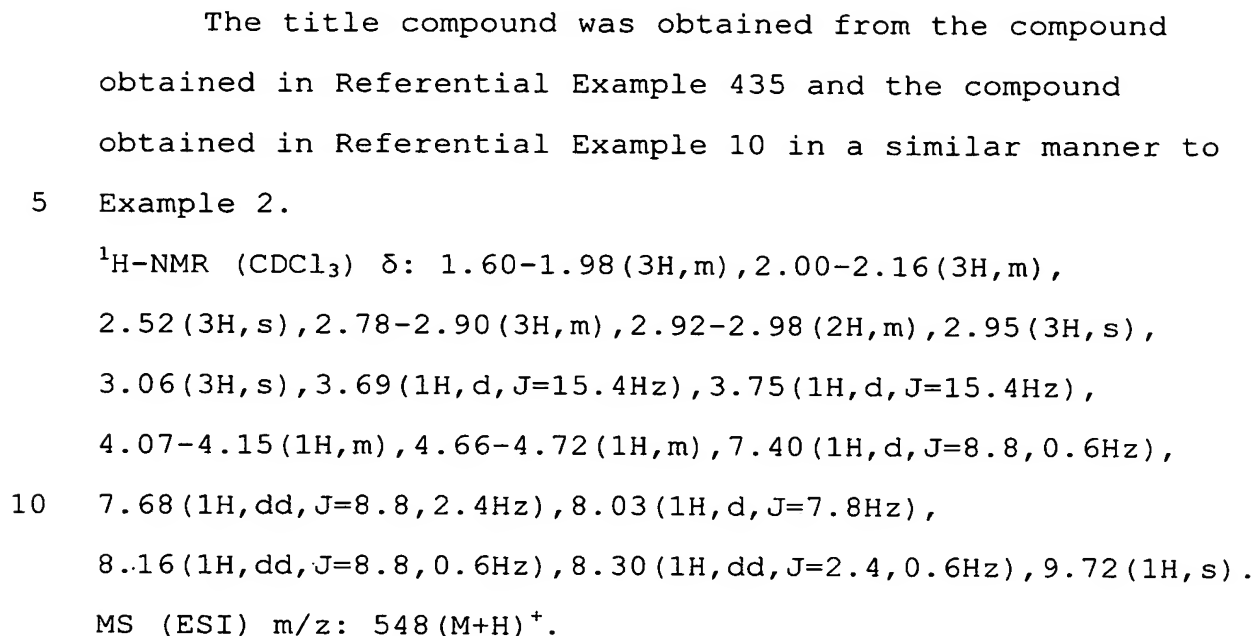 The title compound was obtained from the compound
obtained in Referential Example 435 and the compound
obtained in Referential Example 10 in a similar manner to
5 Example 2.
¹H-NMR (CDCl₃) δ: 1.60-1.98(3H,m),2.00-2.16(3H,m),
2.52(3H,s),2.78-2.90(3H,m),2.92-2.98(2H,m),2.95(3H,s),
3.06(3H,s),3.69(1H,d,J=15.4Hz),3.75(1H,d,J=15.4Hz),
4.07-4.15(1H,m),4.66-4.72(1H,m),7.40(1H,d,J=8.8,0.6Hz),
10 7.68(1H,dd,J=8.8,2.4Hz),8.03(1H,d,J=7.8Hz),
8.16(1H,dd,J=8.8,0.6Hz),8.30(1H,dd,J=2.4,0.6Hz),9.72(1H,s).
MS (ESI) m/z: 548(M+H)⁺.